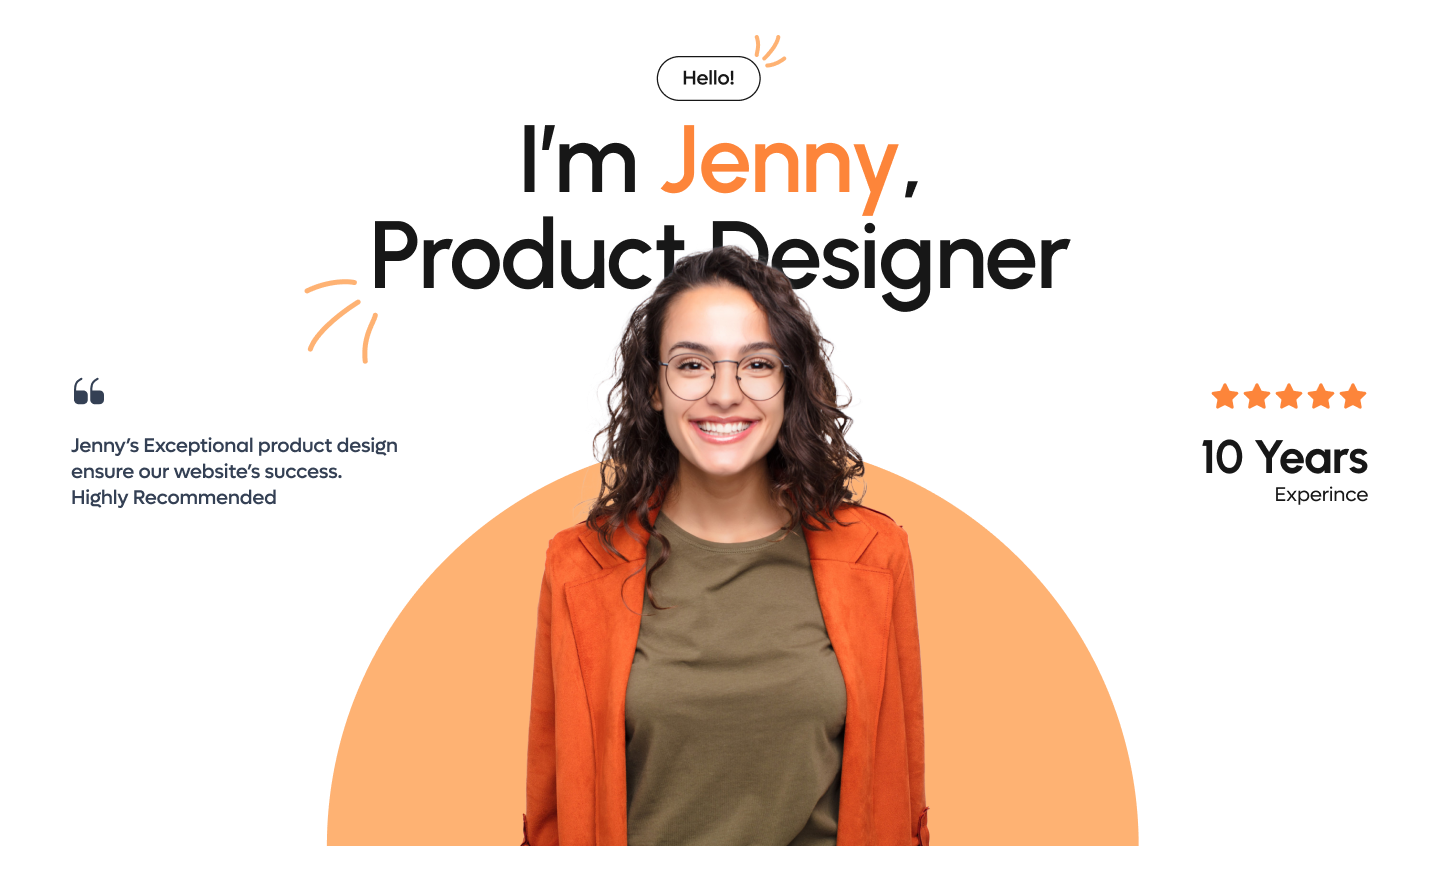 Hello!
I'm Jenny,
Product Designer
“
Jenny’s Exceptional product design
ensure our website’s success.
Highly Recommended
10 Years
Experince